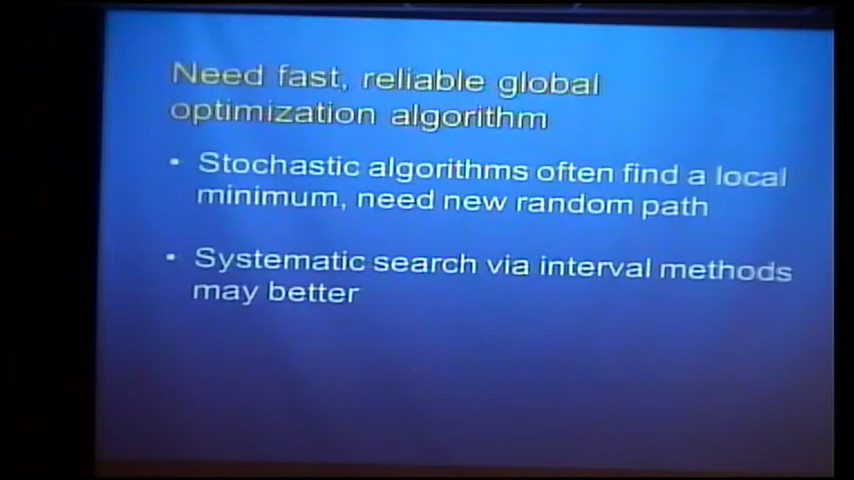 Need fast, reliable global
optimization algorithm
• Stochastic algorithms often find a local
minimum, need new random path
• Systematic search via interval methods
may better